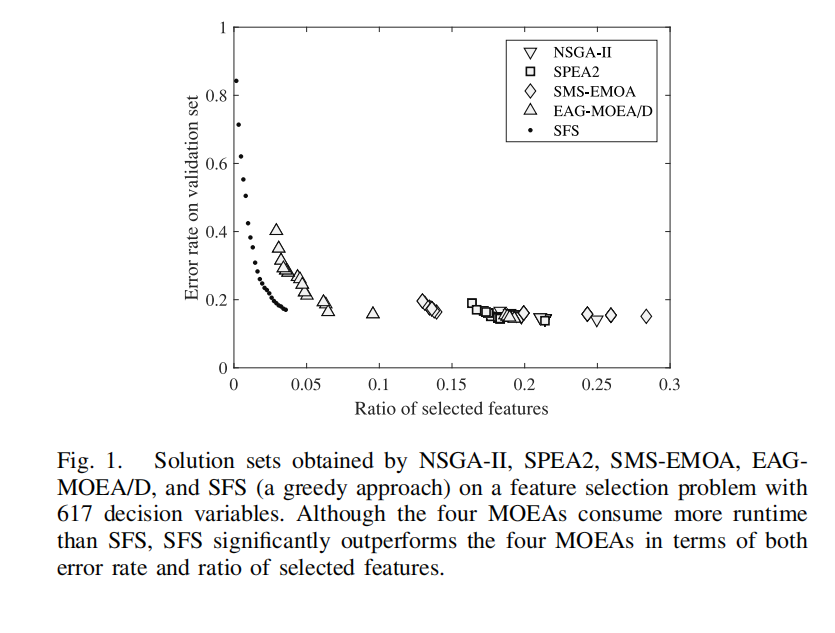 1
0.8
0.6
0.4
0.2
0
Error rate on validation set
NSGA-II
SPEA2
SMS-EMOA
EAG-MOEA/D
SFS
0 0.05 0.1 0.15 0.2 0.25 0.3
Ratio of selected features
Fig. 1. Solution sets obtained by NSGA-II, SPEA2, SMS-EMOA, EAG-
MOEA/D, and SFS (a greedy approach) on a feature selection problem with
617 decision variables. Although the four MOEAs consume more runtime
than SFS, SFS significantly outperforms the four MOEAs in terms of both
error rate and ratio of selected features.